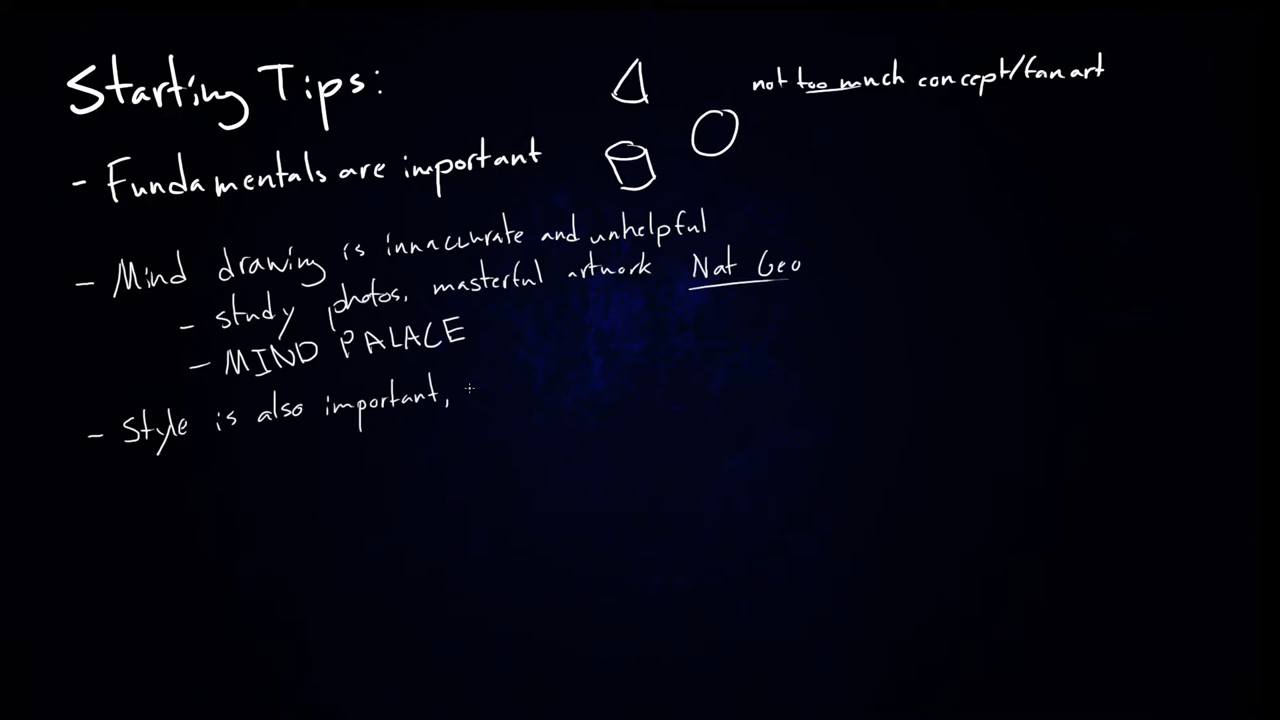 Starting Tips:
not too much concept/fan art
- Fundamentals are important
- Mind drawing is innaccurate and unhelpful
- study photos, masterful artwork Nat Geo
- MIND PALACE
- Style is also important,